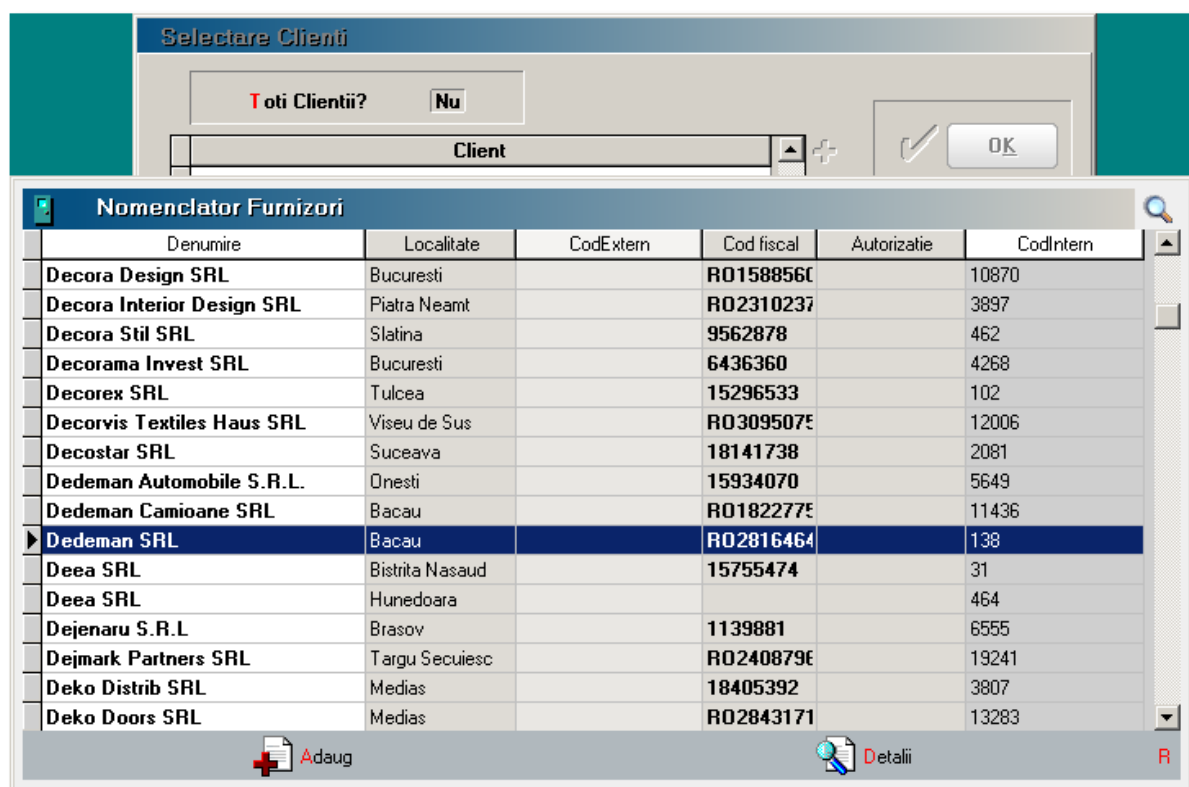 Selectare Clienti
Toti Clientii? Nu
Client
OK
Nomenclator Furnizori
Denumire Localitate CodExtern Cod fiscal Autorizatie CodIntern
Decora Design SRL Bucuresti 10870
Decora Interior Design SRL Piatra Neamt RO2310237 3897
Decora Stil SRL Slatina 9562878 462
Decorama Invest SRL Bucuresti 6436360 4268
Decorex SRL Tulcea 15296533 102
Decorvis Textiles Haus SRL Viseu de Sus 12006
Decostar SRL Suceava 18141738 2081
Dedeman Automobile S.R.L. Onesti 15934070 5649
Dedeman Camioane SRL Bacau 11436
Dedeman SRL Bacau RO2816464 138
Deea SRL Bistrita Nasaud 15755474 31
Deea SRL Hunedoara 464
Dejenaru S.R.L Brasov 1139881 6555
Dejmark Partners SRL Targu Secuiesc 19241
Deko Distrib SRL Medias 18405392 3807
Deko Doors SRL Medias RO2843171 13283
Adaug Detalii R